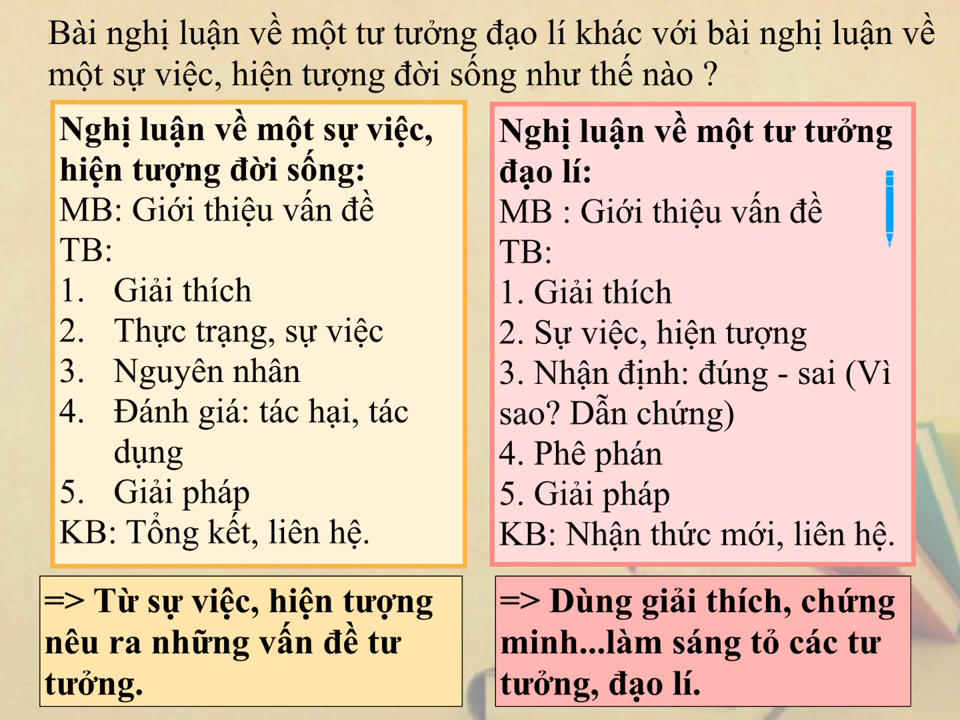 Bài nghị luận về một tư tưởng đạo lí khác với bài nghị luận về
một sự việc, hiện tượng đời sống như thế nào ?
Nghị luận về một sự việc,
hiện tượng đời sống:
MB: Giới thiệu vấn đề
TB:
1. Giải thích
2. Thực trạng, sự việc
3. Nguyên nhân
4. Đánh giá: tác hại, tác
dụng
5. Giải pháp
KB: Tổng kết, liên hệ.
=> Từ sự việc, hiện tượng
nêu ra những vấn đề tư
tưởng.
Nghị luận về một tư tưởng
đạo lí:
MB : Giới thiệu vấn đề
TB:
1. Giải thích
2. Sự việc, hiện tượng
3. Nhận định: đúng - sai (Vì
sao? Dẫn chứng)
4. Phê phán
5. Giải pháp
KB: Nhận thức mới, liên hệ.
=> Dùng giải thích, chứng
minh...làm sáng tỏ các tư
tưởng, đạo lí.